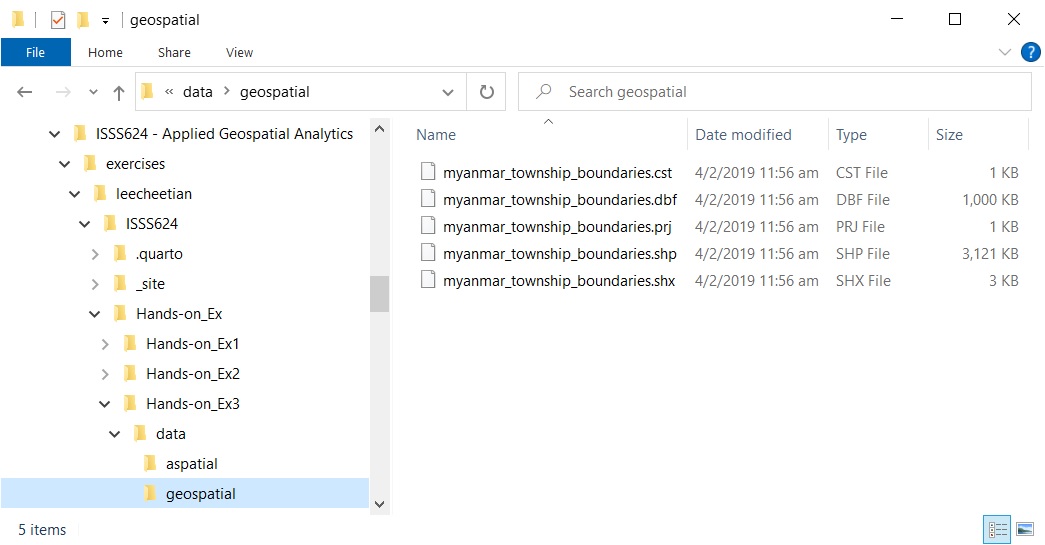 geospatial
File Home Share View
« data > geospatial Search geospatial
ISSS624 - Applied Geospatial Analytics
exercises
leecheetian
ISSS624
.quarto
_site
Hands-on_Ex
Hands-on_Ex1
Hands-on_Ex2
Hands-on_Ex3
data
aspatial
geospatial
Name Date modified Type Size
myanmar_township_boundaries.cst 4/2/2019 11:56 am CST File 1 KB
myanmar_township_boundaries.dbf 4/2/2019 11:56 am DBF File 1,000 KB
myanmar_township_boundaries.prj 4/2/2019 11:56 am PRJ File 1 KB
myanmar_township_boundaries.shp 4/2/2019 11:56 am SHP File 3,121 KB
myanmar_township_boundaries.shx 4/2/2019 11:56 am SHX File 3 KB
5 items